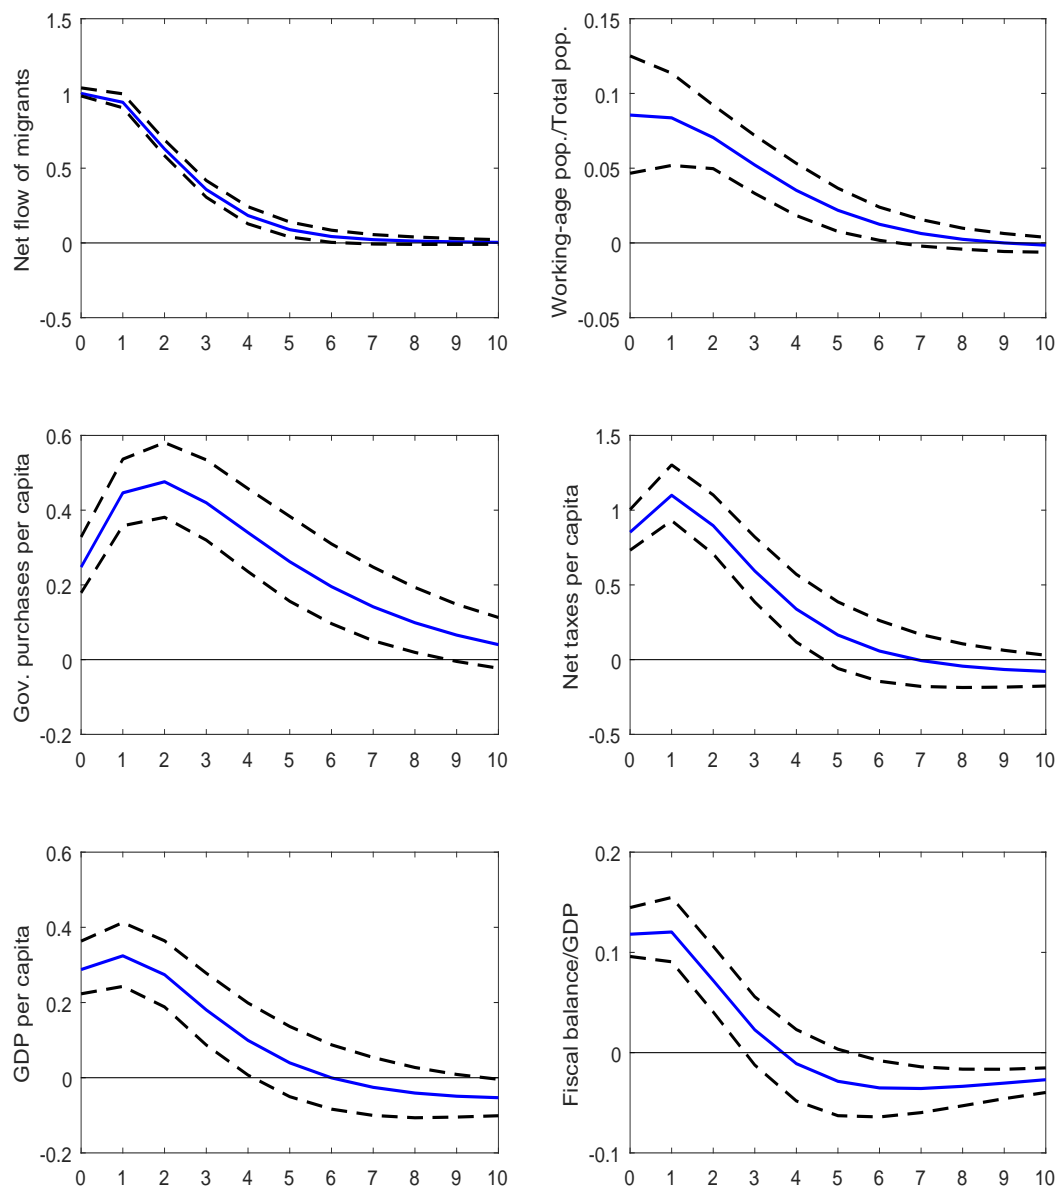 Net flow of migrants
1.5
1
0.5
0
-0.5
0 1 2 3 4 5 6 7 8 9 10
Working-age pop./Total pop.
0.15
0.1
0.05
0
-0.05
0 1 2 3 4 5 6 7 8 9 10
Gov. purchases per capita
0.6
0.4
0.2
0
-0.2
0 1 2 3 4 5 6 7 8 9 10
Net taxes per capita
1.5
1
0.5
0
-0.5
0 1 2 3 4 5 6 7 8 9 10
GDP per capita
0.6
0.4
0.2
0
-0.2
0 1 2 3 4 5 6 7 8 9 10
Fiscal balance/GDP
0.2
0.1
0
-0.1
0 1 2 3 4 5 6 7 8 9 10